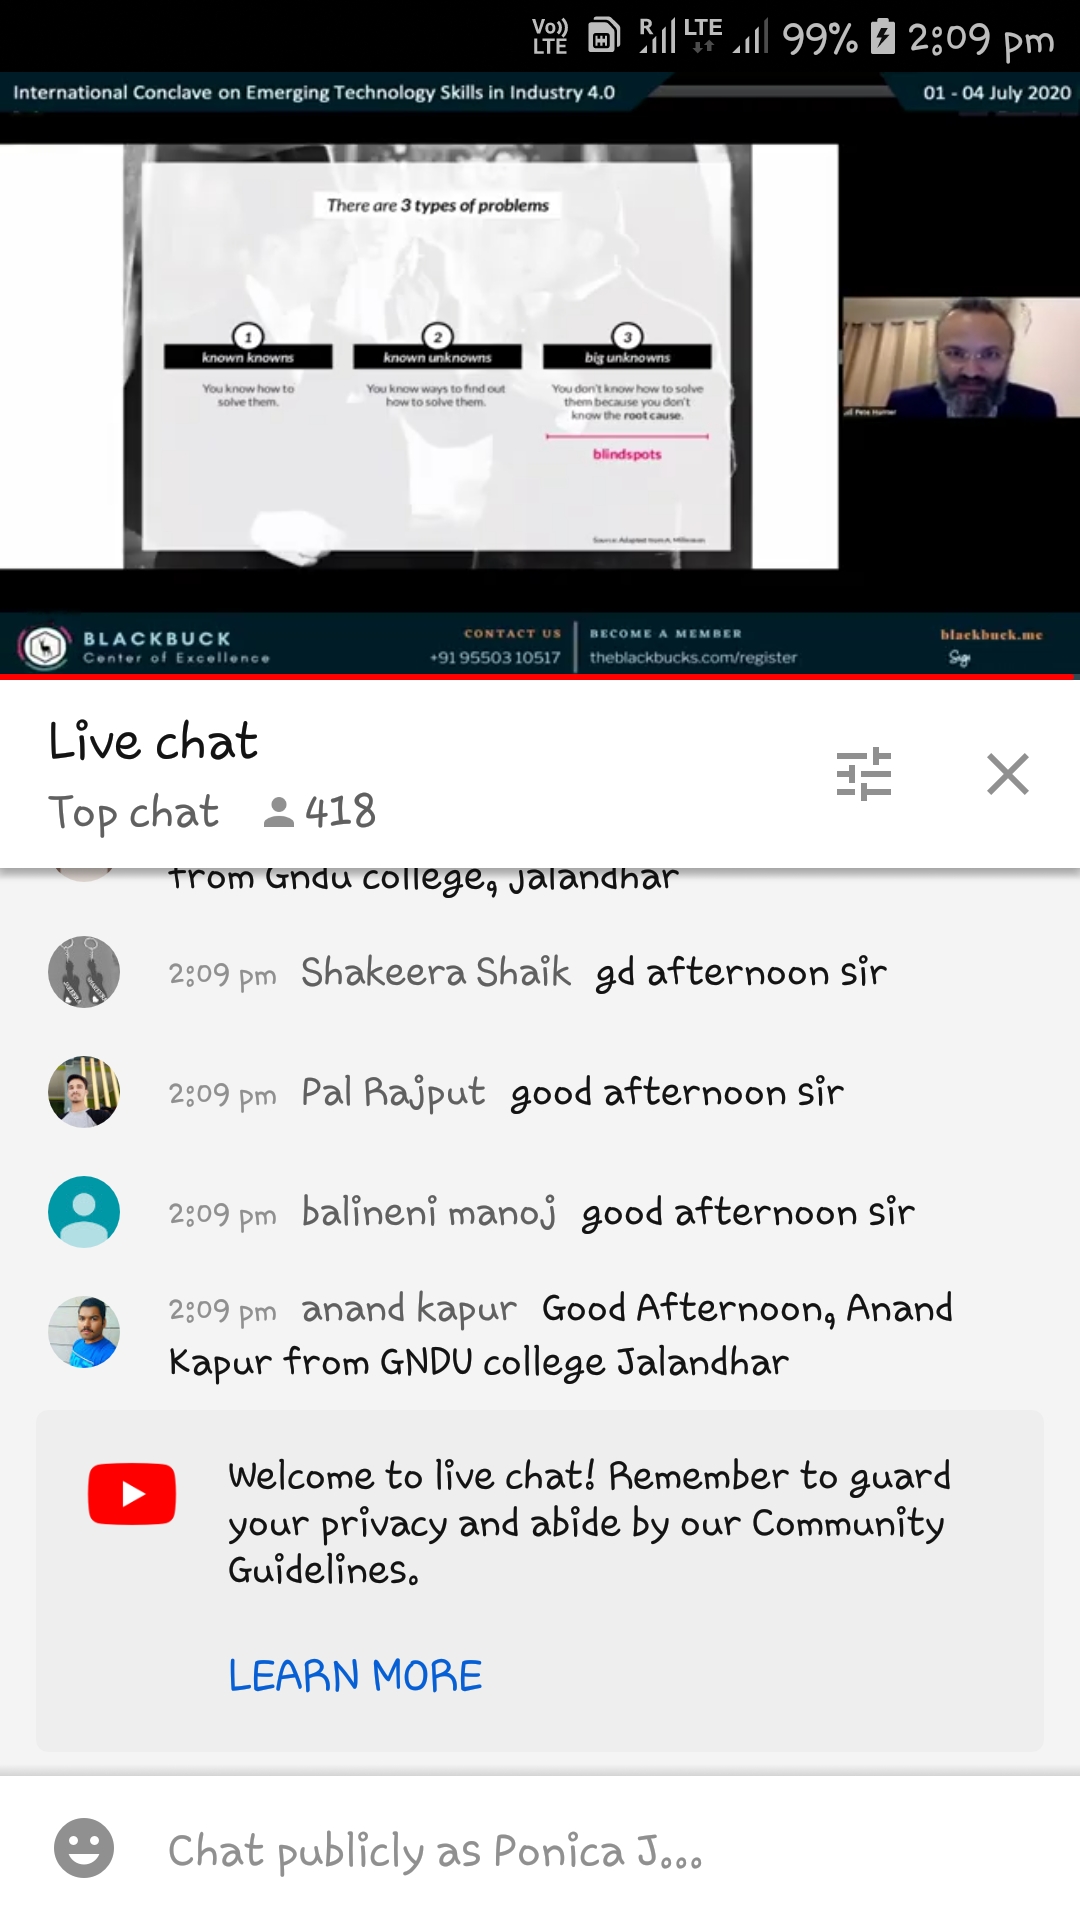 Vo)) LTE R LTE 99% 2:09 pm
International Conclave on Emerging Technology Skills in Industry 4.0
01 - 04 July 2020
There are 3 types of problems
1
known knowns
You know how to
solve them.
2
known unknowns
You know ways to find out
how to solve them.
3
big unknowns
You don't know how to solve
them because you don't
know the root cause.
blindspots
Source: Adapted from A.
BLACKBUCK
Center of Excellence
CONTACT US
+91 95503 10517
BECOME A MEMBER
theblackbucks.com/register
blackbuck.me
Live chat
Top chat 418
from Gndu college, Jalandhar
2:09 pm Shakeera Shaik gd afternoon sir
2:09 pm Pal Rajput good afternoon sir
2:09 pm balineni manoj good afternoon sir
2:09 pm anand kapur Good Afternoon, Anand
Kapur from GNDU college Jalandhar
Welcome to live chat! Remember to guard
your privacy and abide by our Community
Guidelines.
LEARN MORE
Chat publicly as Ponica J...